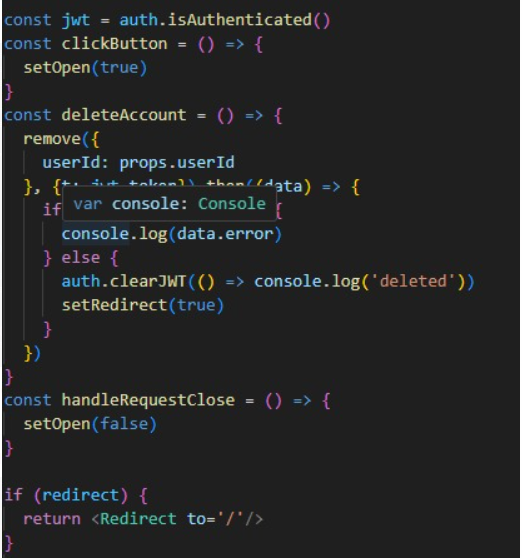 const jwt = auth.isAuthenticated()
const clickButton = () => {
  setOpen(true)
}
const deleteAccount = () => {
  remove({
    userId: props.userId
  }, {t: jwt.token}).then((data) => {
    if {
var console: Console
      console.log(data.error)
    } else {
      auth.clearJWT(() => console.log('deleted'))
      setRedirect(true)
    }
  })
}
const handleRequestClose = () => {
  setOpen(false)
}
if (redirect) {
  return <Redirect to='/'/>
}